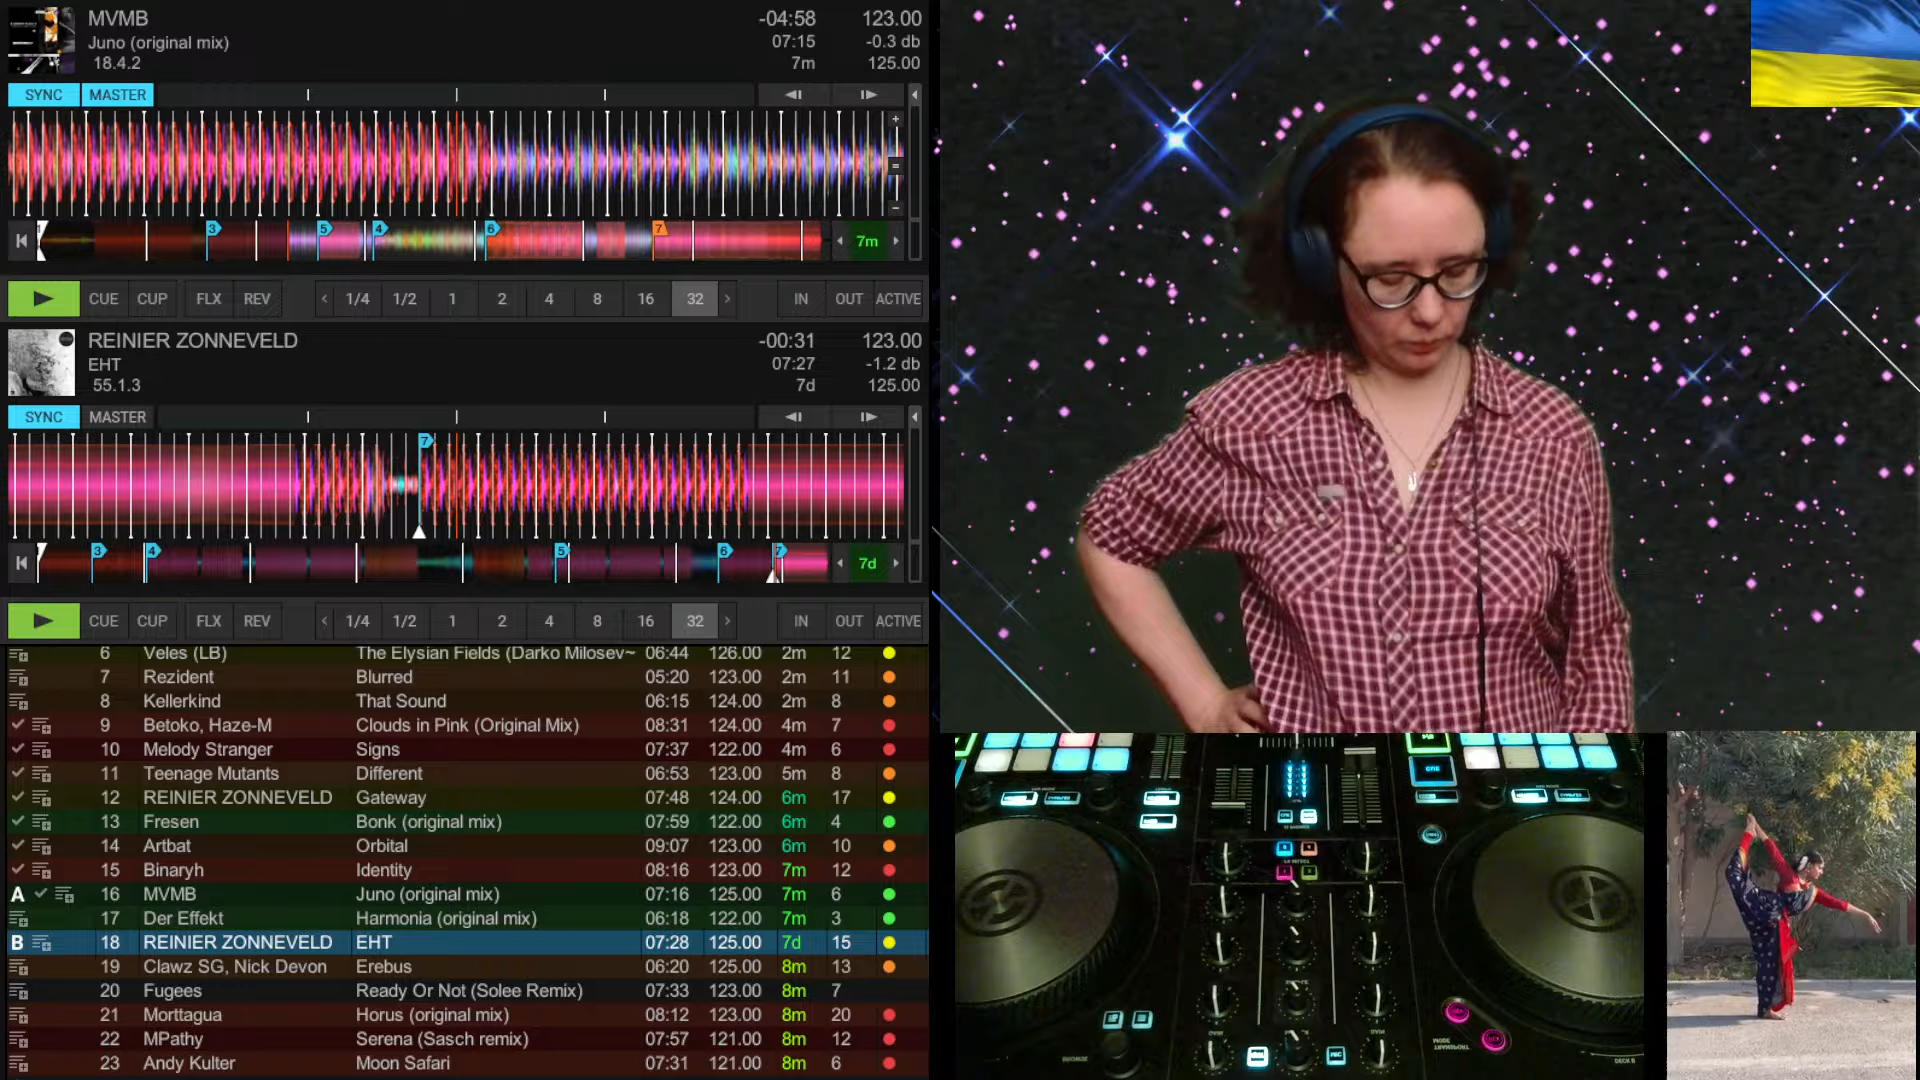 MVMB -04:58 123.00
Juno (original mix) 07:15 -0.3 db
18.4.2 7m 125.00
SYNC MASTER
3 5 4 6 7 7m
CUE CUP FLX REV 1/4 1/2 1 2 4 8 16 32 IN OUT ACTIVE
REINIER ZONNEVELD -00:31 123.00
EHT 07:27 -1.2 db
55.1.3 7d 125.00
SYNC MASTER
7
3 4 5 6 7 7d
CUE CUP FLX REV 1/4 1/2 1 2 4 8 16 32 IN OUT ACTIVE
6 Veles (LB) The Elysian Fields (Darko Milosev~ 06:44 126.00 2m 12
7 Rezident Blurred 05:20 123.00 2m 11
8 Kellerkind That Sound 06:15 124.00 2m 8
9 Betoko, Haze-M Clouds in Pink (Original Mix) 08:31 124.00 4m 7
10 Melody Stranger Signs 07:37 122.00 4m 6
11 Teenage Mutants Different 06:53 123.00 5m 8
12 REINIER ZONNEVELD Gateway 07:48 124.00 6m 17
13 Fresen Bonk (original mix) 07:59 122.00 6m 4
14 Artbat Orbital 09:07 123.00 6m 10
15 Binaryh Identity 08:16 123.00 7m 12
A 16 MVMB Juno (original mix) 07:16 125.00 7m 6
17 Der Effekt Harmonia (original mix) 06:18 122.00 7m 3
B 18 REINIER ZONNEVELD EHT 07:28 125.00 7d 15
19 Clawz SG, Nick Devon Erebus 06:20 125.00 8m 13
20 Fugees Ready Or Not (Solee Remix) 07:33 123.00 8m 7
21 Morttagua Horus (original mix) 08:12 123.00 8m 20
22 MPathy Serena (Sasch remix) 07:57 121.00 8m 12
23 Andy Kulter Moon Safari 07:31 121.00 8m 6